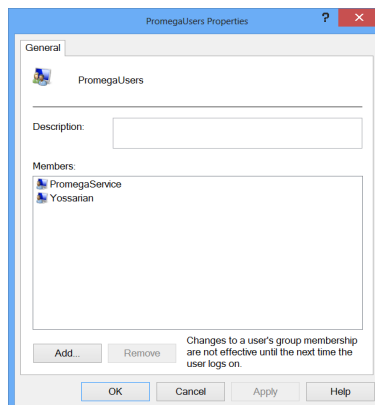 PromegaUsers Properties
?
General
PromegaUsers
Description:
Members:
PromegaService
Yossarian
Add...
Remove
Changes to a user's group membership
are not effective until the next time the
user logs on.
OK
Cancel
Apply
Help